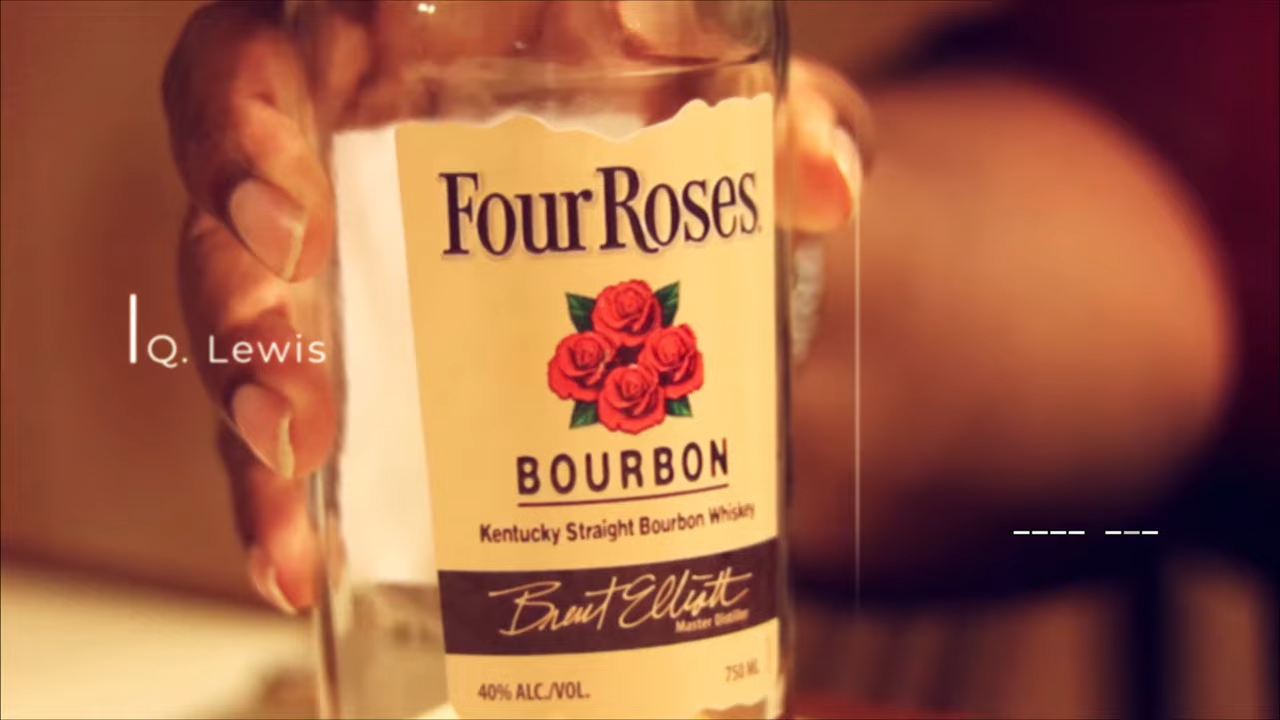 Four Roses
Q. Lewis
BOURBON
Kentucky Straight Bourbon Whiskey
Brent Elliott
Master Distiller
750 ML
40% ALC./VOL.